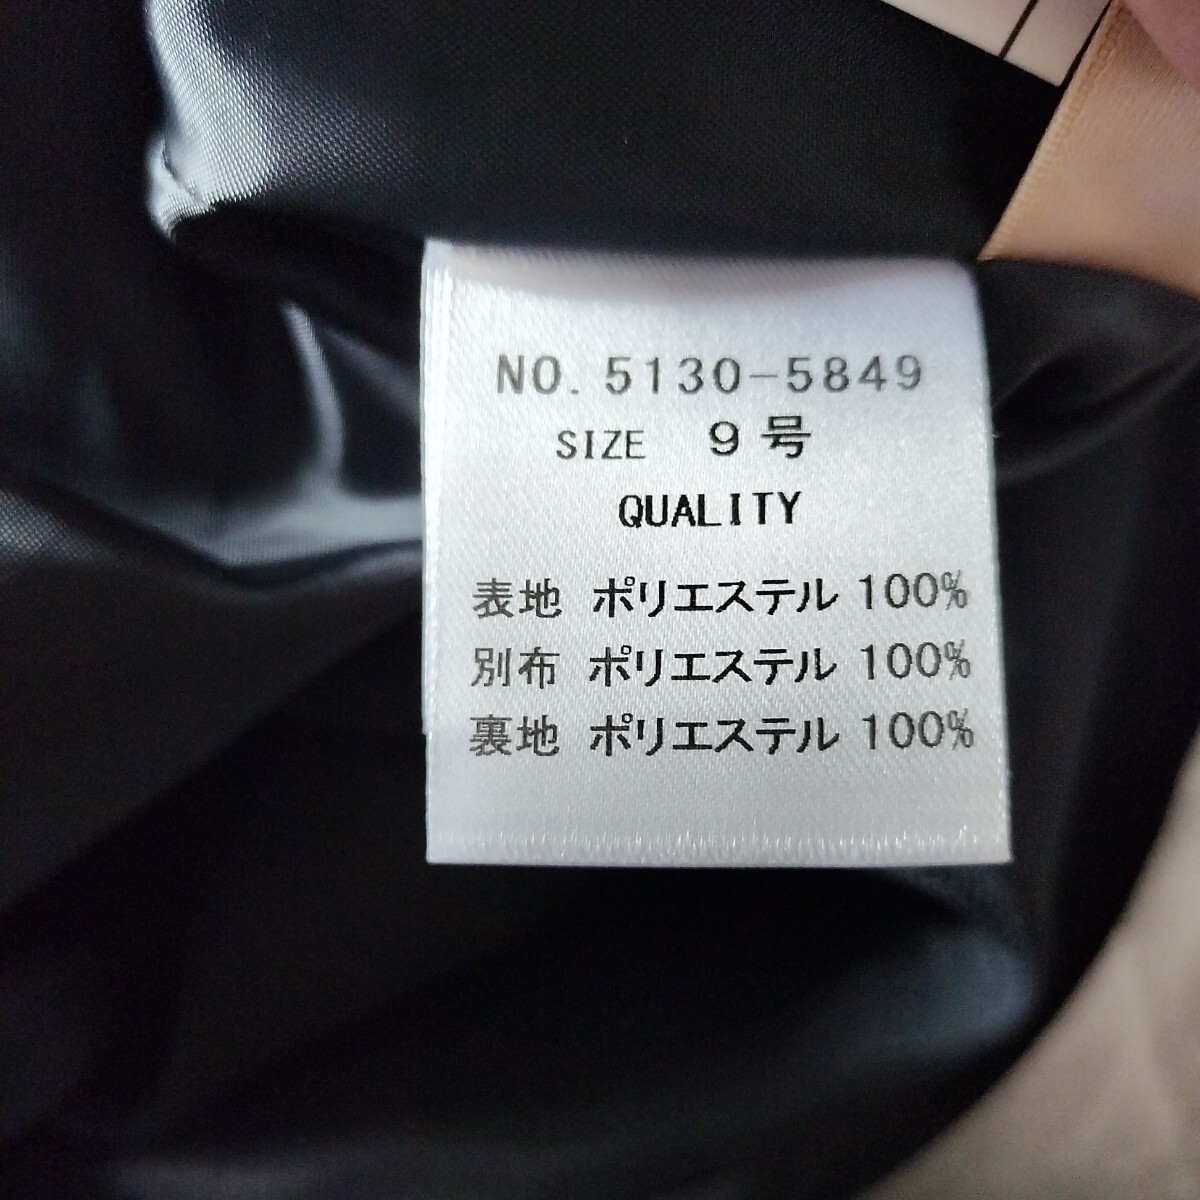 NO. 5130-5849
SIZE 9号
QUALITY
表地 ポリエステル 100%
別布 ポリエステル 100%
裏地 ポリエステル 100%